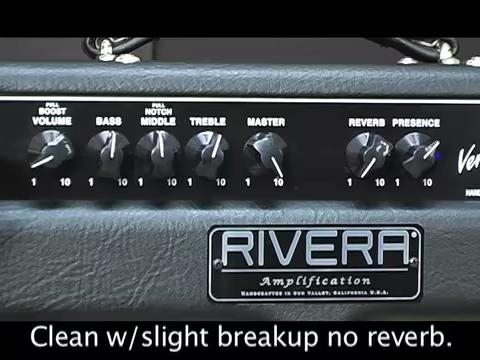 PULL BOOST VOLUME
BASS
PULL NOTCH MIDDLE
TREBLE
MASTER
REVERB
PRESENCE
1 10 1 10 1 10 1 10 1 10 1 10 1 10
RIVERA
Amplification
HANDCRAFTED IN SUN VALLEY, CALIFORNIA U.S.A.
Clean w/slight breakup no reverb.